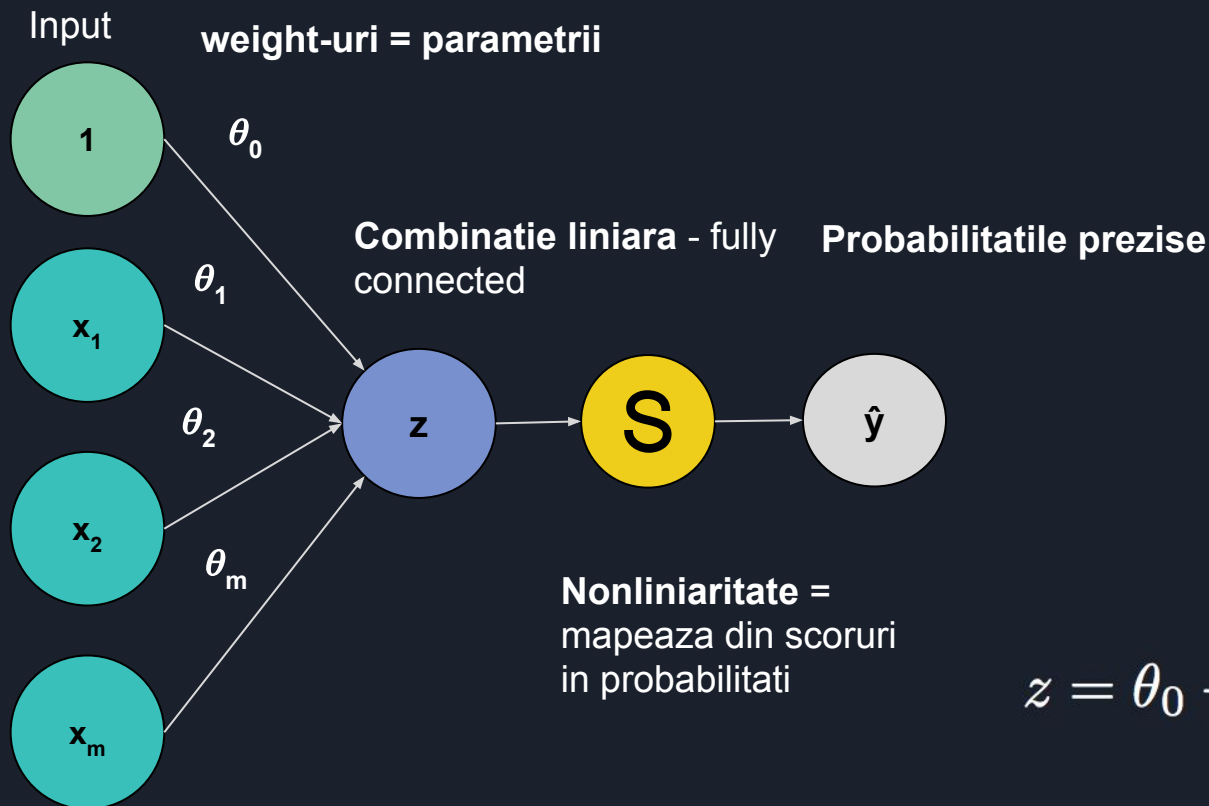 Input
weight-uri = parametrii
1
θ₀
Combinatie liniara - fully
connected
Probabilitatile prezise
θ₁
x₁
θ₂
z
S
ŷ
x₂
θₘ
Nonliniaritate =
mapeaza din scoruri
in probabilitati
z = θ₀
xₘ